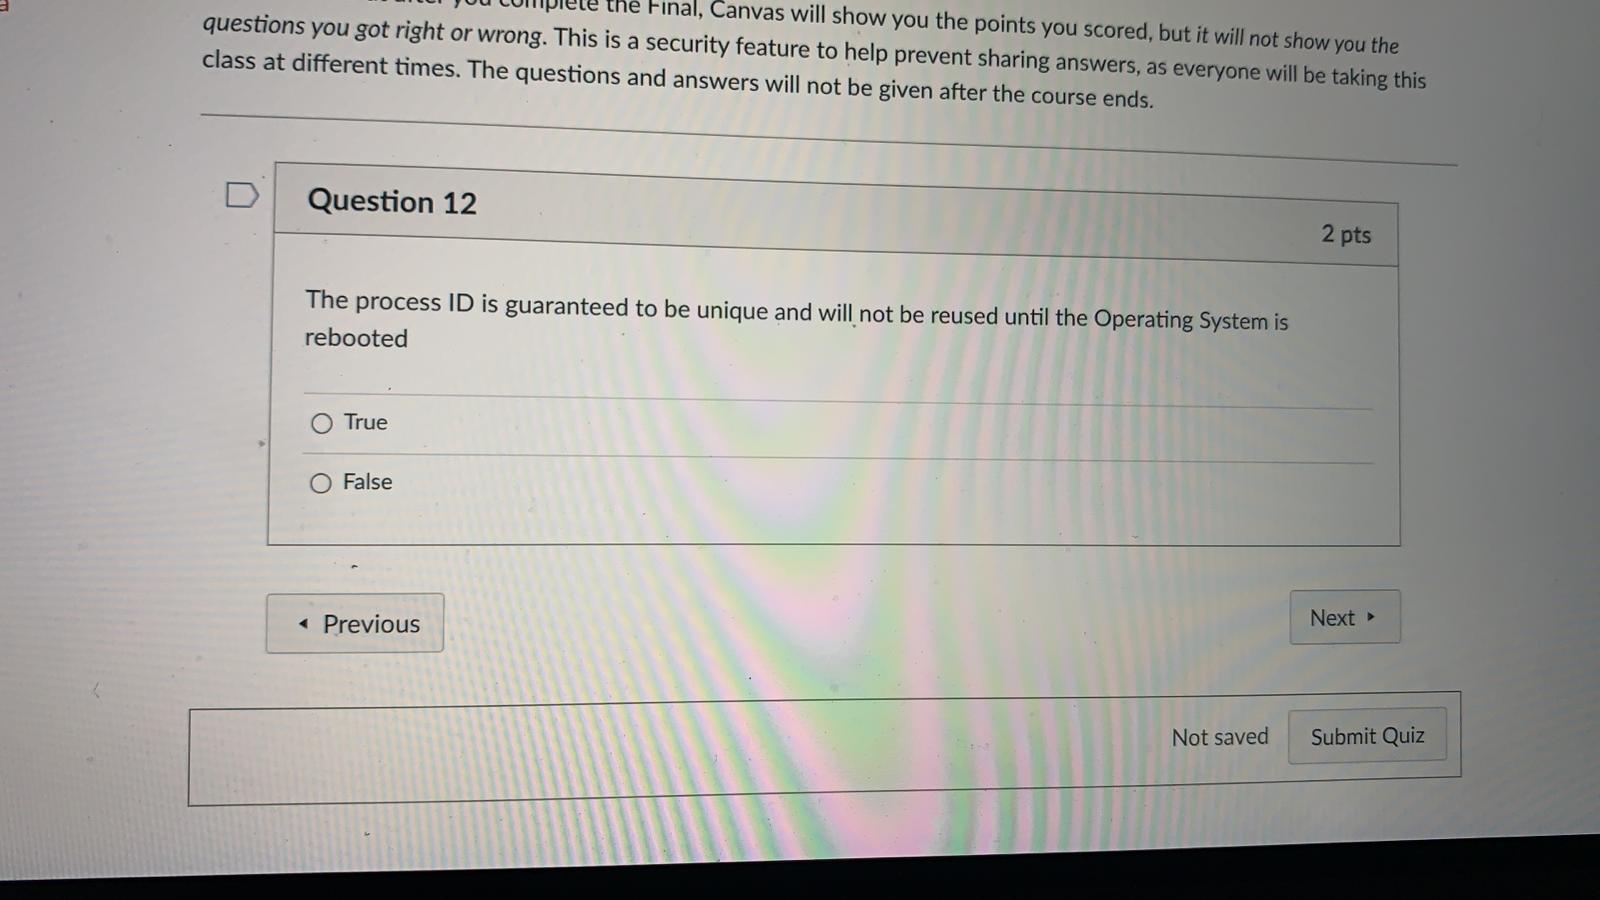 you complete the Final, Canvas will show you the points you scored, but it will not show you the
questions you got right or wrong. This is a security feature to help prevent sharing answers, as everyone will be taking this
class at different times. The questions and answers will not be given after the course ends.
Question 12
2 pts
The process ID is guaranteed to be unique and will not be reused until the Operating System is
rebooted
True
False
Previous
Next
Not saved
Submit Quiz